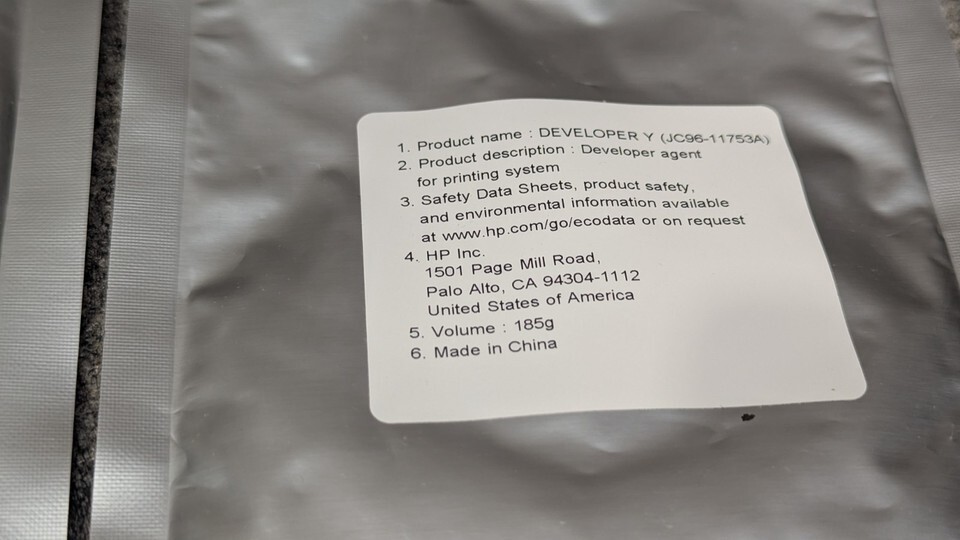 1. Product name : DEVELOPER Y (JC96-11753A)
2. Product description : Developer agent
for printing system
3. Safety Data Sheets, product safety,
and environmental information available
at www.hp.com/go/ecodata or on request
4. HP Inc.
1501 Page Mill Road,
Palo Alto, CA 94304-1112
United States of America
5. Volume : 185g
6. Made in China